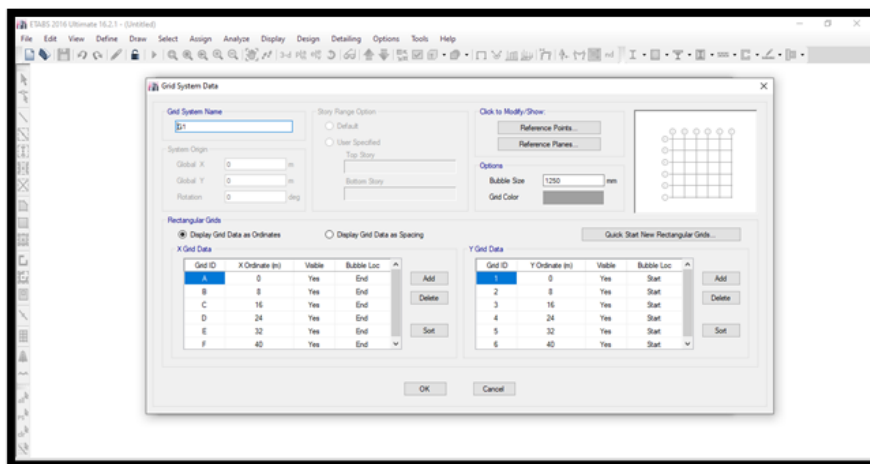 ETABS 2016 Ultimate 16.2.1 - (Untitled)
File Edit View Define Draw Select Assign Analyze Display Design Detailing Options Tools Help
Grid System Data
Grid System Name
G1
System Origin
Global X 0 m
Global Y 0 m
Rotation 0 deg
Story Range Option
Default
User Specified
Top Story
Bottom Story
Click to Modify/Show:
Reference Points...
Reference Planes...
Options
Bubble Size 1250 mm
Grid Color
Rectangular Grids
Display Grid Data as Ordinates Display Grid Data as Spacing Quick Start New Rectangular Grids...
X Grid Data
Grid ID X Ordinate (m) Visible Bubble Loc
A 0 Yes End
B 8 Yes End
C 16 Yes End
D 24 Yes End
E 32 Yes End
F 40 Yes End
Add
Delete
Sort
Y Grid Data
Grid ID Y Ordinate (m) Visible Bubble Loc
1 0 Yes Start
2 8 Yes Start
3 16 Yes Start
4 24 Yes Start
5 32 Yes Start
6 40 Yes Start
Add
Delete
Sort
OK Cancel